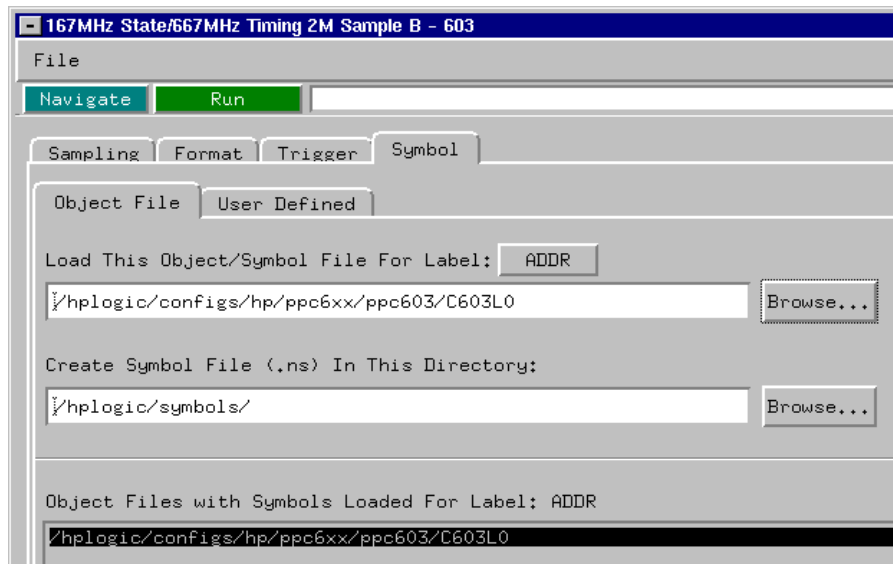 167MHz State/667MHz Timing 2M Sample B - 603
File
Navigate Run
Sampling Format Trigger Symbol
Object File User Defined
Load This Object/Symbol File For Label: ADDR
/hplogic/configs/hp/ppc6xx/ppc603/C603L0 Browse...
Create Symbol File (.ns) In This Directory:
/hplogic/symbols/ Browse...
Object Files with Symbols Loaded For Label: ADDR
/hplogic/configs/hp/ppc6xx/ppc603/C603L0